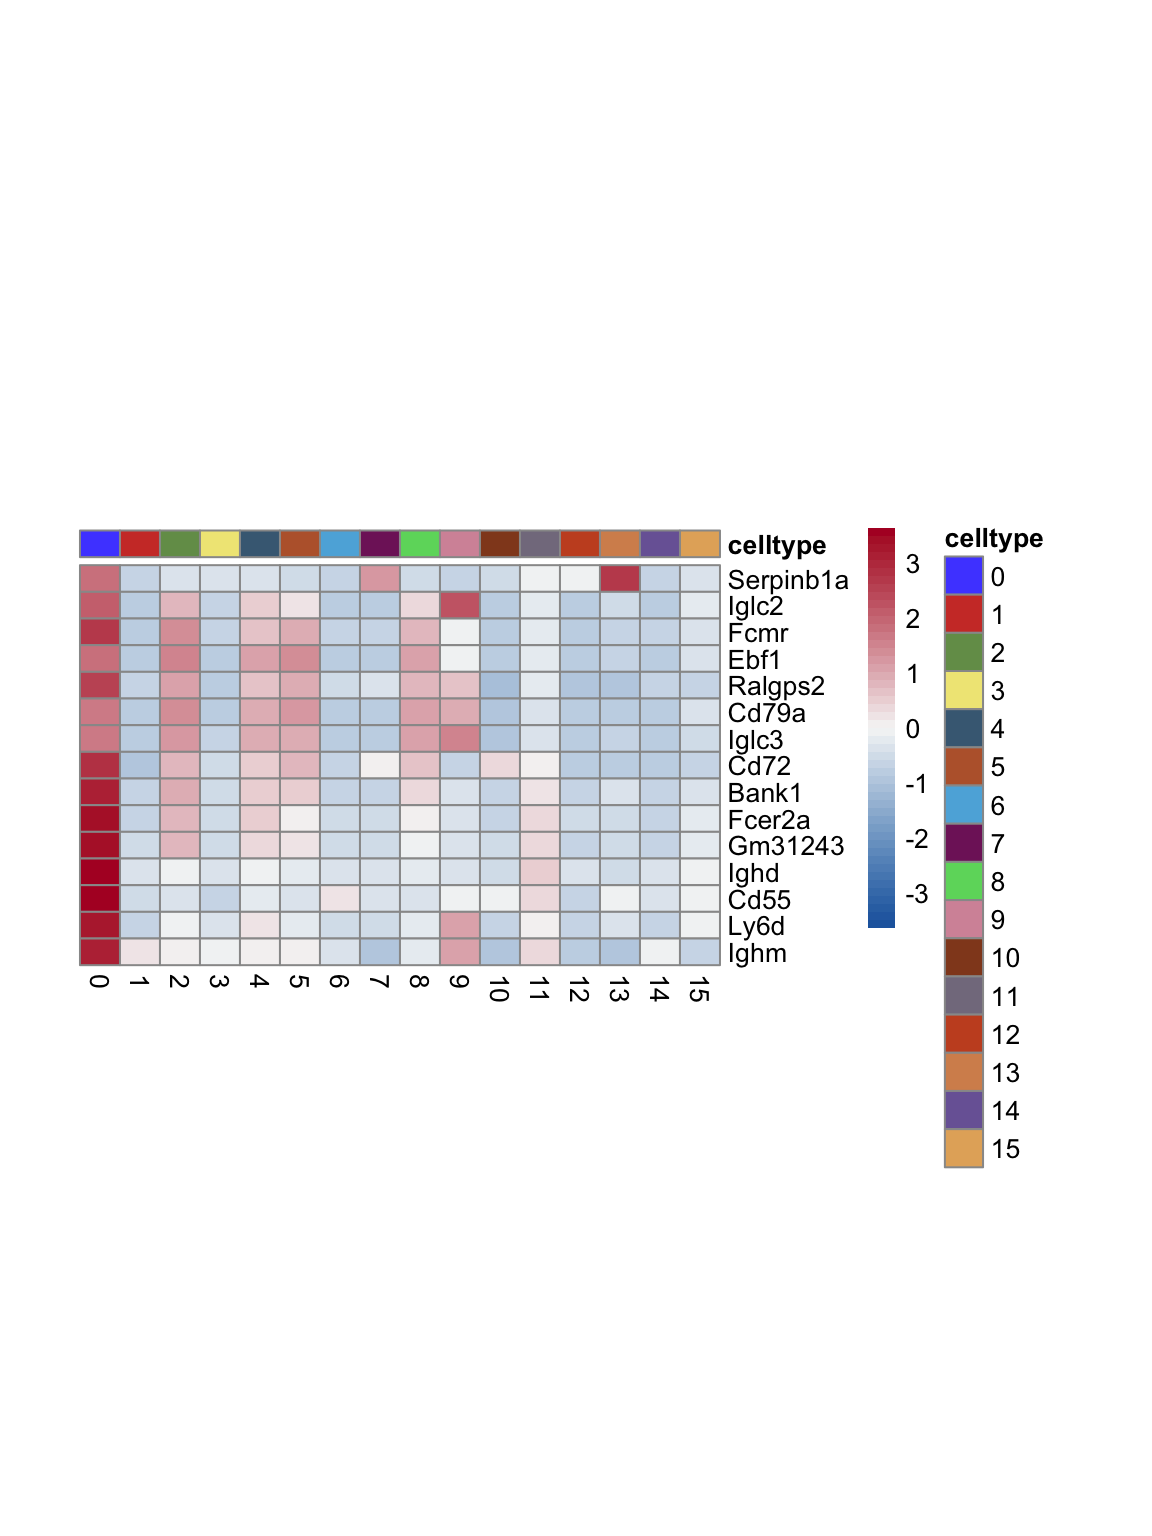 celltype
Serpinb1a
Iglc2
Fcmr
Ebf1
Ralgps2
Cd79a
Iglc3
Cd72
Bank1
Fcer2a
Gm31243
Ighd
Cd55
Ly6d
Ighm
0 1 2 3 4 5 6 7 8 9 10 11 12 13 14 15
3
2
1
0
-1
-2
-3
celltype
0
1
2
3
4
5
6
7
8
9
10
11
12
13
14
15